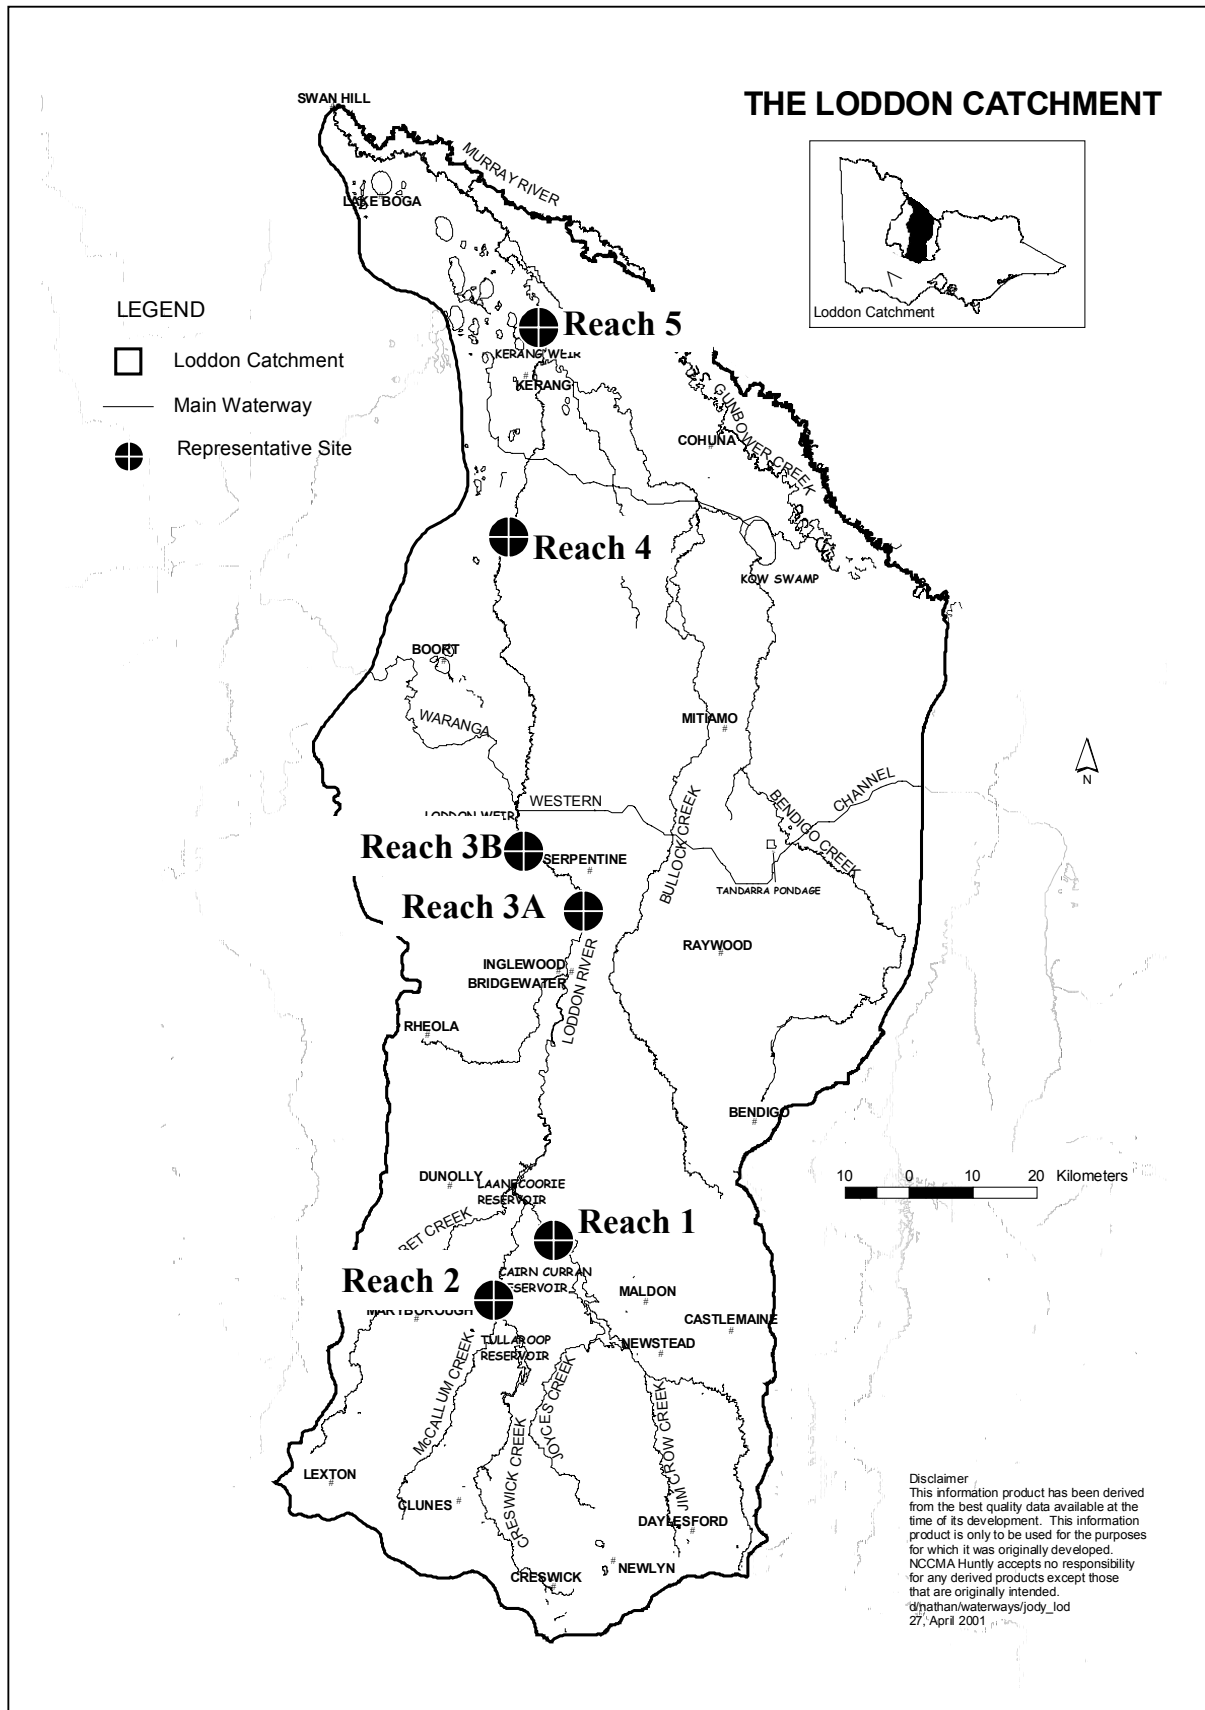 THE LODDON CATCHMENT
SWAN HILL
MURRAY RIVER
LAKE BOGA
Loddon Catchment
LEGEND
Loddon Catchment
Main Waterway
Representative Site
Reach 5
KERANG WEIR
KERANG
GUNBOWER CREEK
COHUNA
Reach 4
KOW SWAMP
BOORT
WARANGA
MITIAMO
N
WESTERN
CHANNEL
LODDON WEIR
BENDIGO CREEK
BULLOCK CREEK
Reach 3B
SERPENTINE
TANDARRA PONDAGE
Reach 3A
RAYWOOD
INGLEWOOD
BRIDGEWATER
LODDON RIVER
RHEOLA
BENDIGO
10 0 10 20 Kilometers
DUNOLLY
LAANECOORIE
RESERVOIR
BET CREEK
Reach 1
CAIRN CURRAN
RESERVOIR
Reach 2
MALDON
MARYBOROUGH
CASTLEMAINE
TULLAROOP
RESERVOIR
NEWSTEAD
McCALLUM CREEK
JOYCES CREEK
CRESWICK CREEK
JIM CROW CREEK
LEXTON
CLUNES
DAYLESFORD
NEWLYN
CRESWICK
Disclaimer
This information product has been derived
from the best quality data available at the
time of its development. This information
product is only to be used for the purposes
for which it was originally developed.
NCCMA Huntly accepts no responsibility
for any derived products except those
that are originally intended.
d/nathan/waterways/jody_lod
27, April 2001